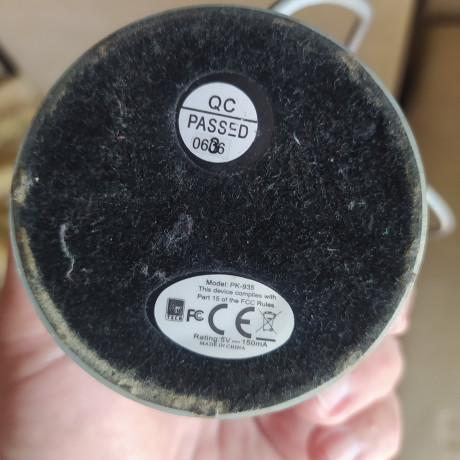 QC
PASSED
Model: PK-935
This device complies with
Part 15 of the FCC Rules.
TECH
FC CE
Rating:5V⎓150mA
MADE IN CHINA